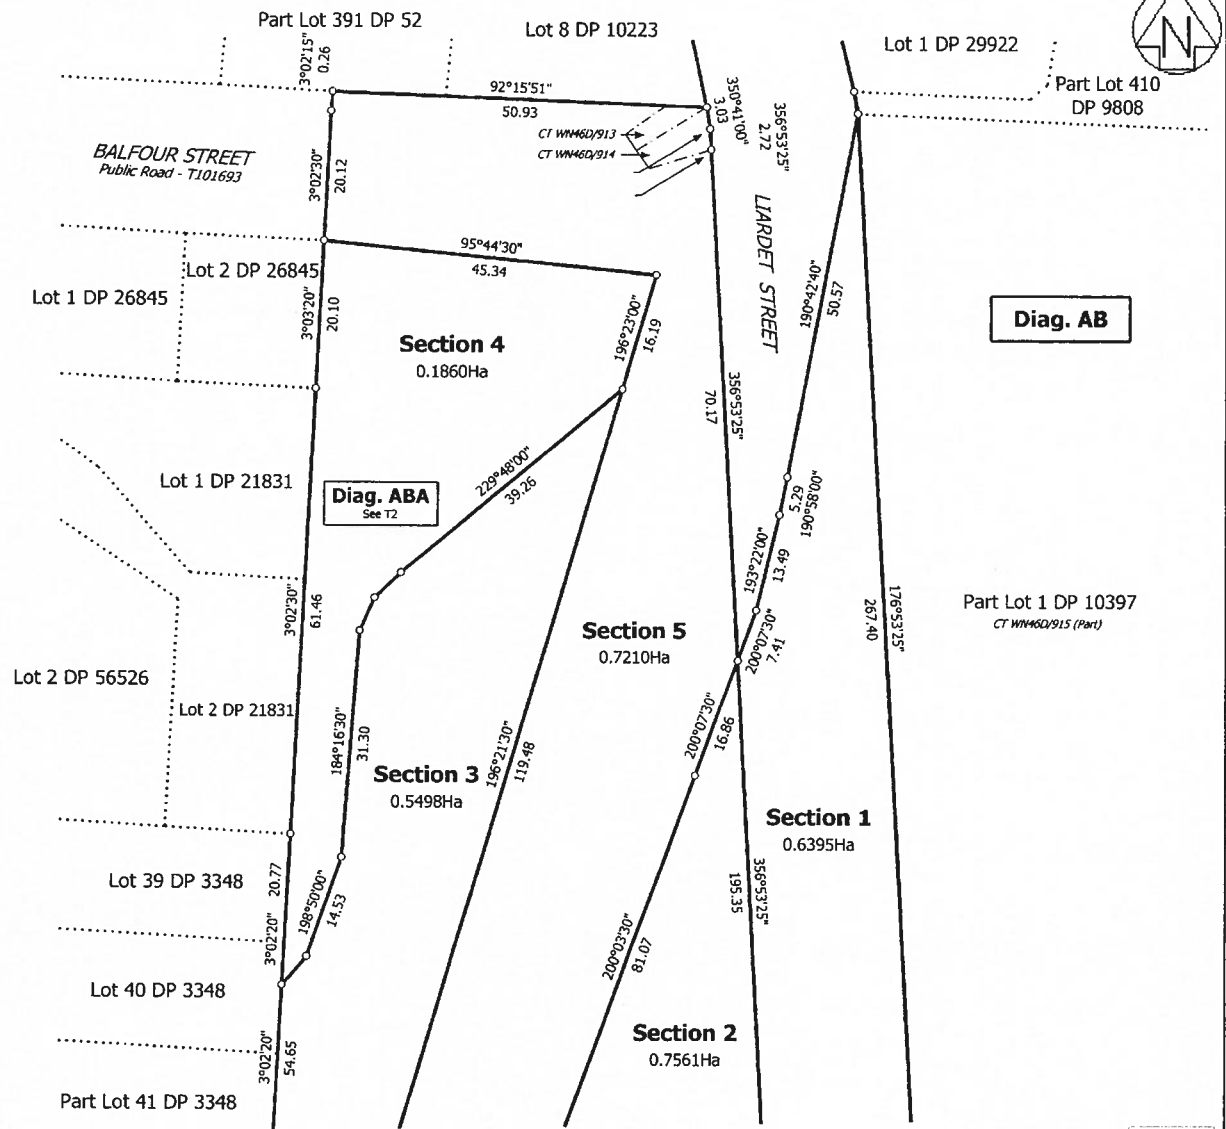 Part Lot 391 DP 52
Lot 8 DP 10223
Lot 1 DP 29922
N
Part Lot 410
DP 9808
3°02'15"
0.26
92°15'51"
50.93
350°41'00"
3.03
356°53'25"
2.72
CT WN46D/913
CT WN46D/914
BALFOUR STREET
Public Road - T101693
3°02'30"
20.12
LIARDET STREET
95°44'30"
45.34
Lot 2 DP 26845
Lot 1 DP 26845
3°03'20"
20.10
196°23'00"
16.19
190°42'40"
50.57
Diag. AB
Section 4
0.1860Ha
356°53'25"
70.17
Lot 1 DP 21831
Diag. ABA
See T2
229°48'00"
39.26
5.29
190°58'00"
193°22'00"
13.49
3°02'30"
61.46
Section 5
0.7210Ha
200°07'30"
7.41
176°53'25"
267.40
Part Lot 1 DP 10397
CT WN46D/915 (Part)
Lot 2 DP 56526
Lot 2 DP 21831
184°16'30"
31.30
196°21'30"
119.48
200°07'30"
16.86
Section 3
0.5498Ha
Section 1
0.6395Ha
Lot 39 DP 3348
20.77
3°02'20"
198°50'00"
14.53
356°53'25"
195.35
200°03'30"
81.07
Lot 40 DP 3348
Section 2
0.7561Ha
3°02'20"
54.65
Part Lot 41 DP 3348